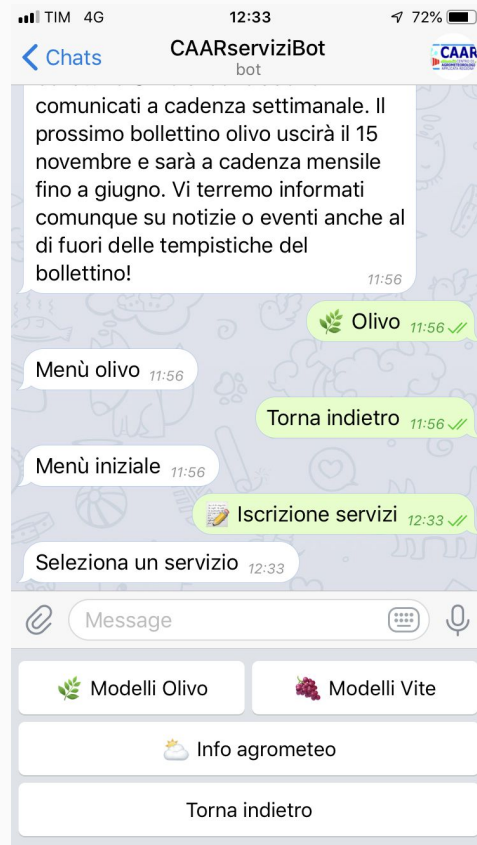 TIM 4G 12:33 72%
Chats CAARserviziBot CAAR
bot
comunicati a cadenza settimanale. Il
prossimo bollettino olivo uscirà il 15
novembre e sarà a cadenza mensile
fino a giugno. Vi terremo informati
comunque su notizie o eventi anche al
di fuori delle tempistiche del
bollettino! 11:56
Olivo 11:56
Menù olivo 11:56
Torna indietro 11:56
Menù iniziale 11:56
Iscrizione servizi 12:33
Seleziona un servizio 12:33
Message
Modelli Olivo Modelli Vite
Info agrometeo
Torna indietro